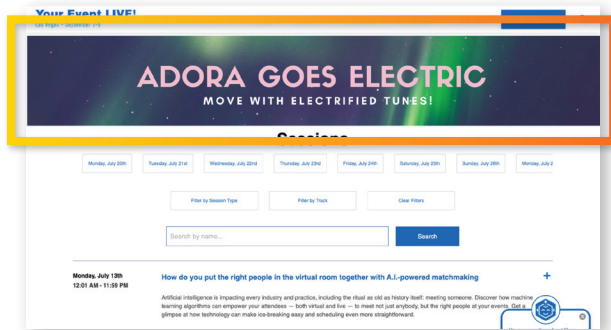 Your Event LIVE!
ADORA GOES ELECTRIC
MOVE WITH ELECTRIFIED TUNES!
Sessions
Monday, July 20th
Tuesday, July 21st
Wednesday, July 22nd
Thursday, July 23rd
Friday, July 24th
Saturday, July 25th
Sunday, July 26th
Monday, July 2
Filter by Session Type
Filter by Track
Clear Filters
Search by name...
Search
Monday, July 13th
12:01 AM - 11:59 PM
How do you put the right people in the virtual room together with A.I.-powered matchmaking
+
Artificial intelligence is impacting every industry and practice, including the ritual as old as history itself: meeting someone. Discover how machine
learning algorithms can empower your attendees — both virtual and live — to meet not just anybody, but the right people at your events. Get a
glimpse at how technology can make ice-breaking easy and scheduling even more straightforward.